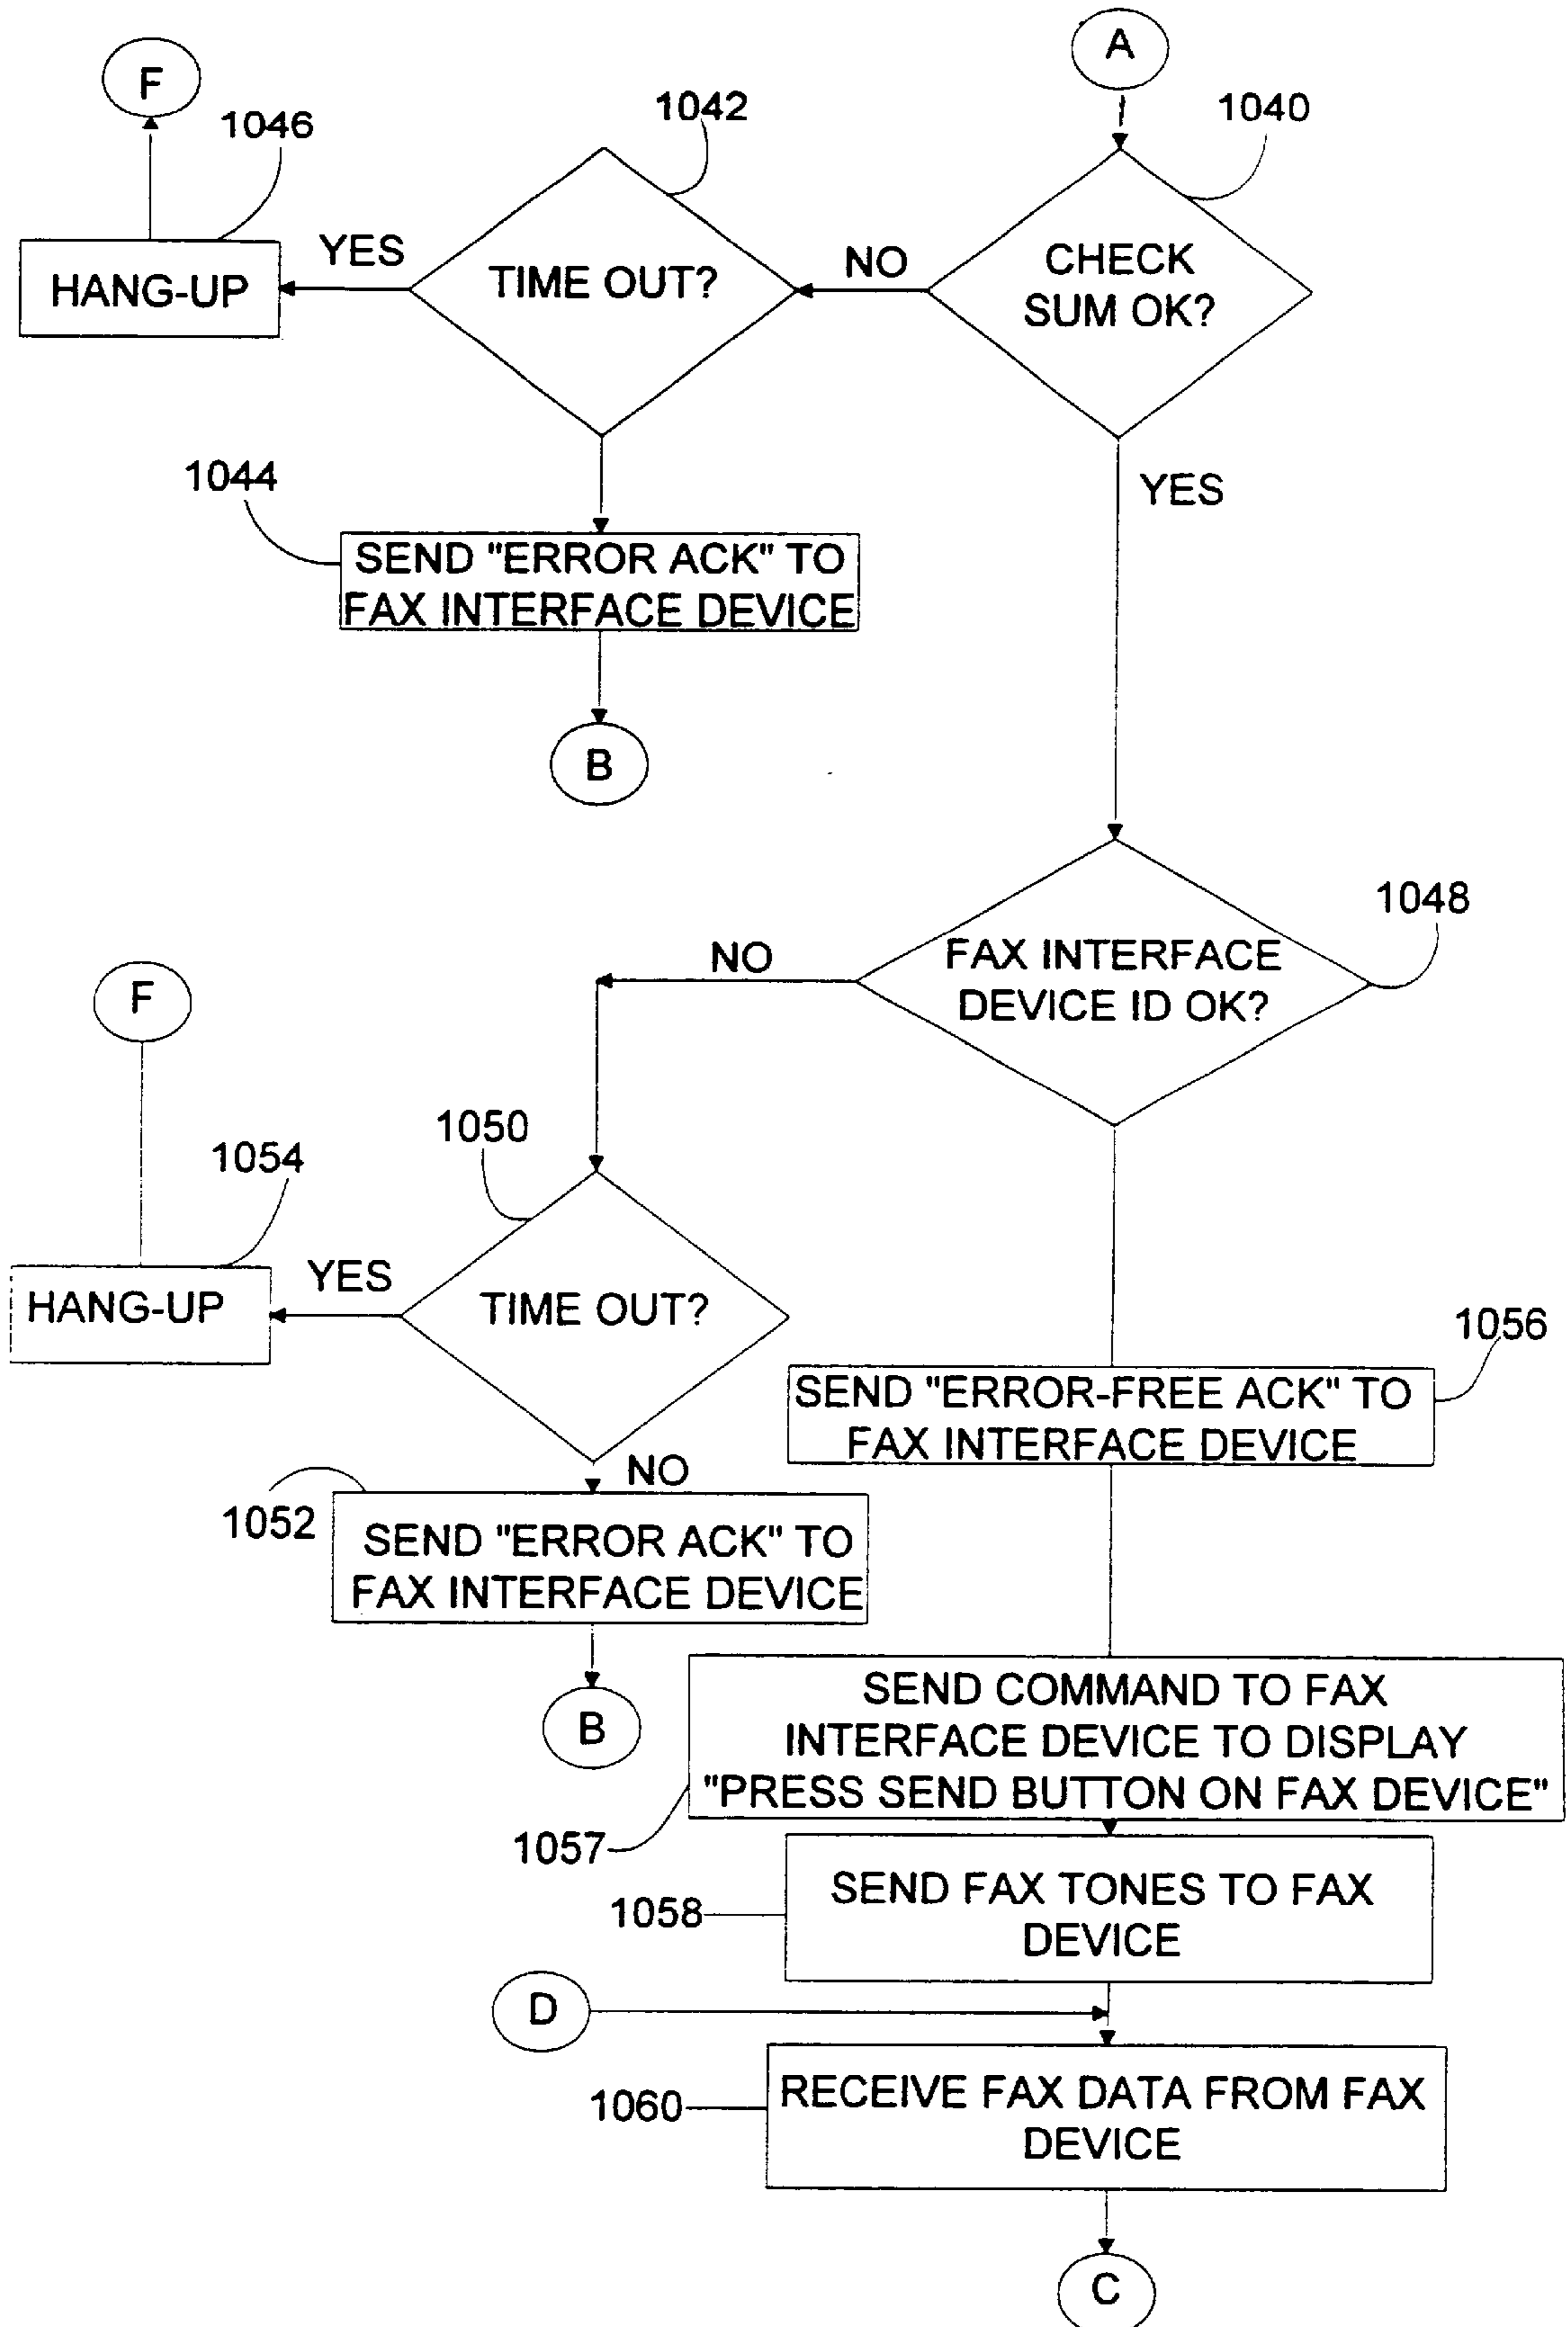 A
F
1046
1042
1040
HANG-UP
YES
TIME OUT?
NO
CHECK
SUM OK?
1044
YES
SEND "ERROR ACK" TO
FAX INTERFACE DEVICE
B
1048
NO
FAX INTERFACE
DEVICE ID OK?
F
1050
1054
YES
HANG-UP
TIME OUT?
1056
SEND "ERROR-FREE ACK" TO
FAX INTERFACE DEVICE
NO
1052
SEND "ERROR ACK" TO
FAX INTERFACE DEVICE
B
SEND COMMAND TO FAX
INTERFACE DEVICE TO DISPLAY
"PRESS SEND BUTTON ON FAX DEVICE"
1057
SEND FAX TONES TO FAX
DEVICE
1058
D
RECEIVE FAX DATA FROM FAX
DEVICE
1060
C